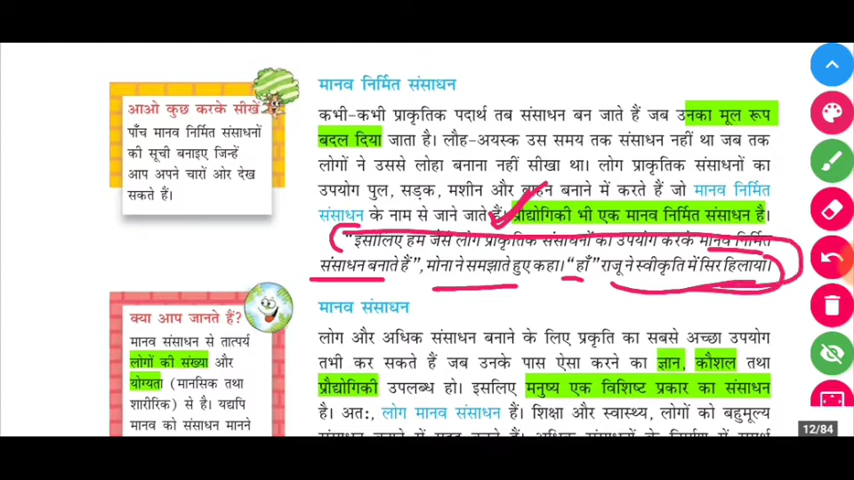 मानव निर्मित संसाधन
कभी-कभी प्राकृतिक पदार्थ तब संसाधन बन जाते हैं जब उनका मूल रूप
बदल दिया जाता है। लौह-अयस्क उस समय तक संसाधन नहीं था जब तक
लोगों ने उससे लोहा बनाना नहीं सीखा था। लोग प्राकृतिक संसाधनों का
उपयोग पुल, सड़क, मशीन और वाहन बनाने में करते हैं जो मानव निर्मित
संसाधन के नाम से जाने जाते हैं। प्रौद्योगिकी भी एक मानव निर्मित संसाधन है।
"इसीलिए हम जैसे लोग प्राकृतिक संसाधनों का उपयोग करके मानव निर्मित
संसाधन बनाते हैं", मोना ने समझाते हुए कहा। "हाँ" राजू ने स्वीकृति में सिर हिलाया।
मानव संसाधन
लोग और अधिक संसाधन बनाने के लिए प्रकृति का सबसे अच्छा उपयोग
तभी कर सकते हैं जब उनके पास ऐसा करने का ज्ञान, कौशल तथा
प्रौद्योगिकी उपलब्ध हो। इसलिए मनुष्य एक विशिष्ट प्रकार का संसाधन
है। अतः, लोग मानव संसाधन हैं। शिक्षा और स्वास्थ्य, लोगों को बहुमूल्य
आओ कुछ करके सीखें
पाँच मानव निर्मित संसाधनों
की सूची बनाइए जिन्हें
आप अपने चारों ओर देख
सकते हैं।
क्या आप जानते हैं?
मानव संसाधन से तात्पर्य
लोगों की संख्या और
योग्यता (मानसिक तथा
शारीरिक) से है। यद्यपि
मानव को संसाधन मानने
12/84